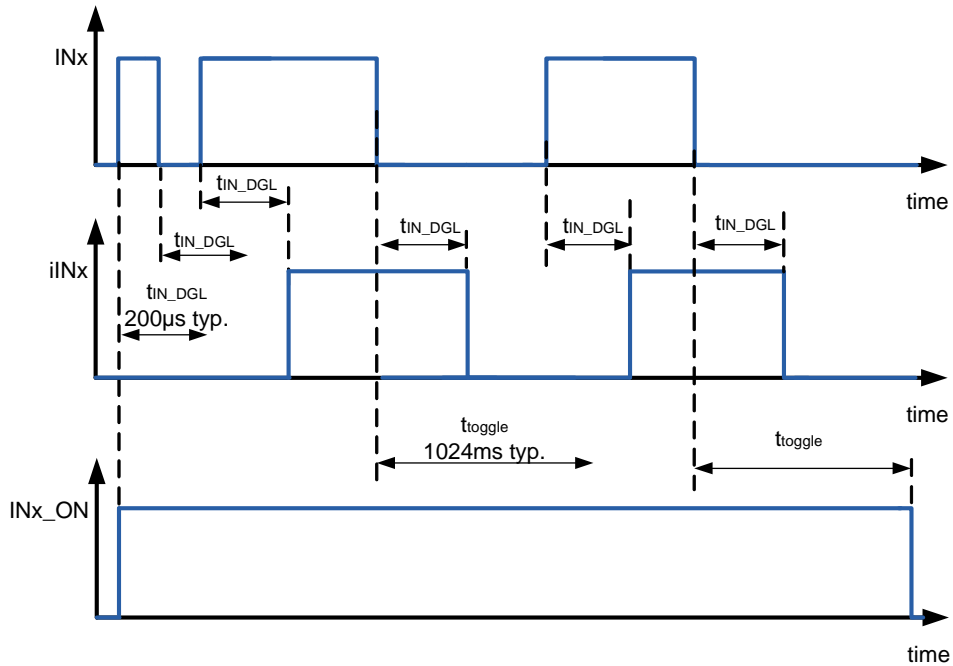 INx
time
tIN_DGL
tIN_DGL
tIN_DGL
tIN_DGL
tIN_DGL
iINx
tIN_DGL
200µs typ.
time
ttoggle
1024ms typ.
ttoggle
INx_ON
time